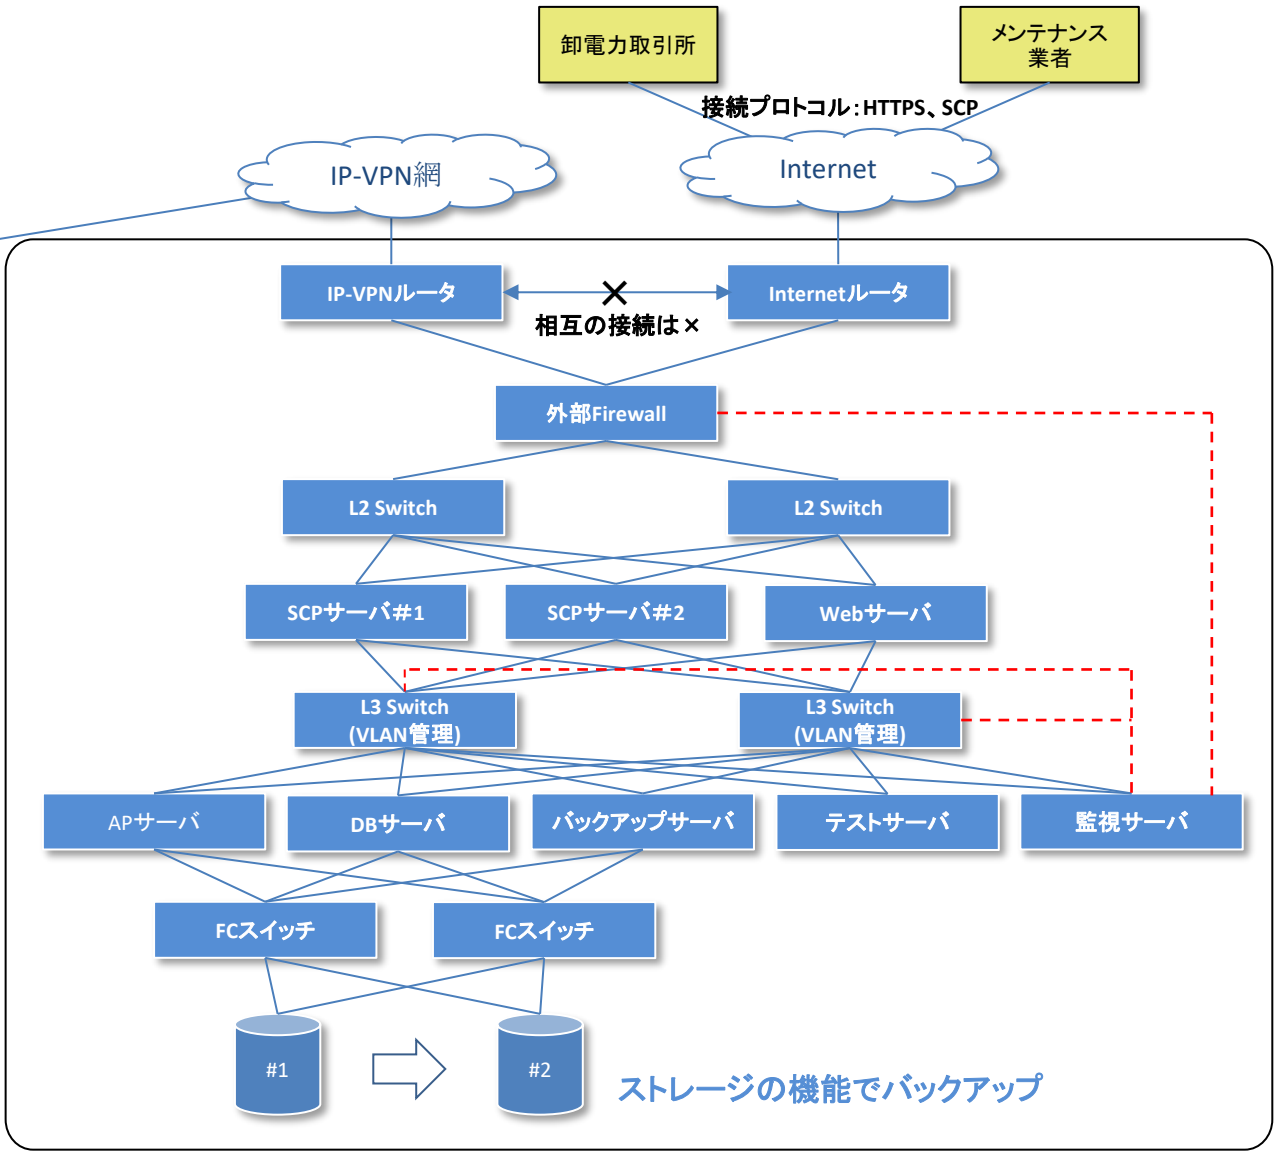 卸電力取引所
メンテナンス
業者
接続プロトコル：HTTPS、SCP
IP-VPN網
Internet
IP-VPNルータ
Internetルータ
相互の接続は×
外部Firewall
L2 Switch
L2 Switch
SCPサーバ＃1
SCPサーバ＃2
Webサーバ
L3 Switch
(VLAN管理)
L3 Switch
(VLAN管理)
APサーバ
DBサーバ
バックアップサーバ
テストサーバ
監視サーバ
FCスイッチ
FCスイッチ
#1
#2
ストレージの機能でバックアップ